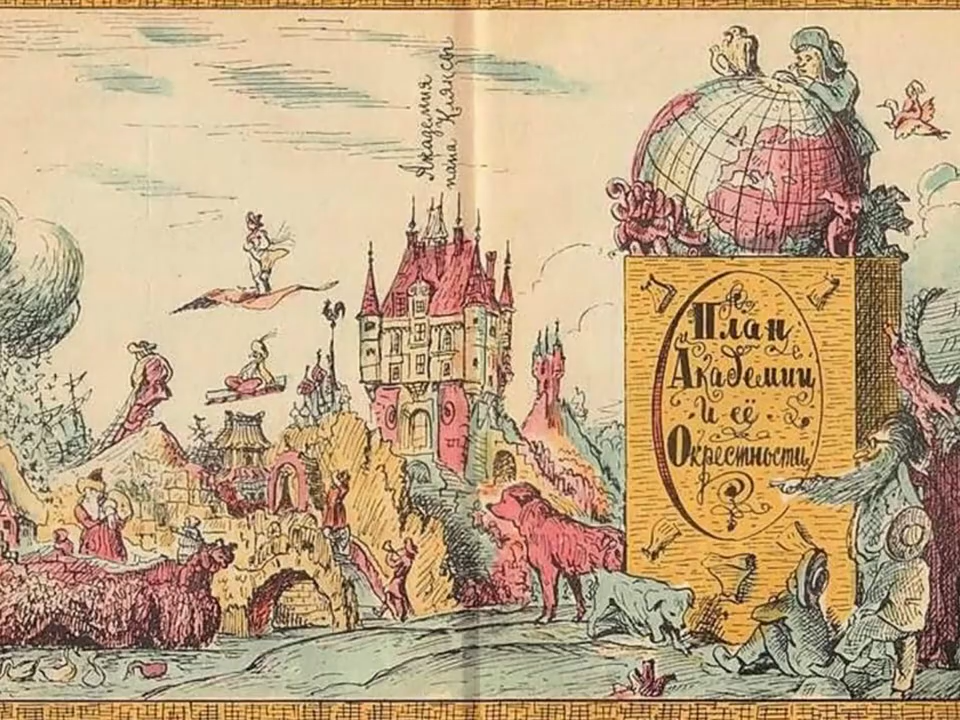 Академия
пана Кляксы
План
Академии
и её
Окрестности